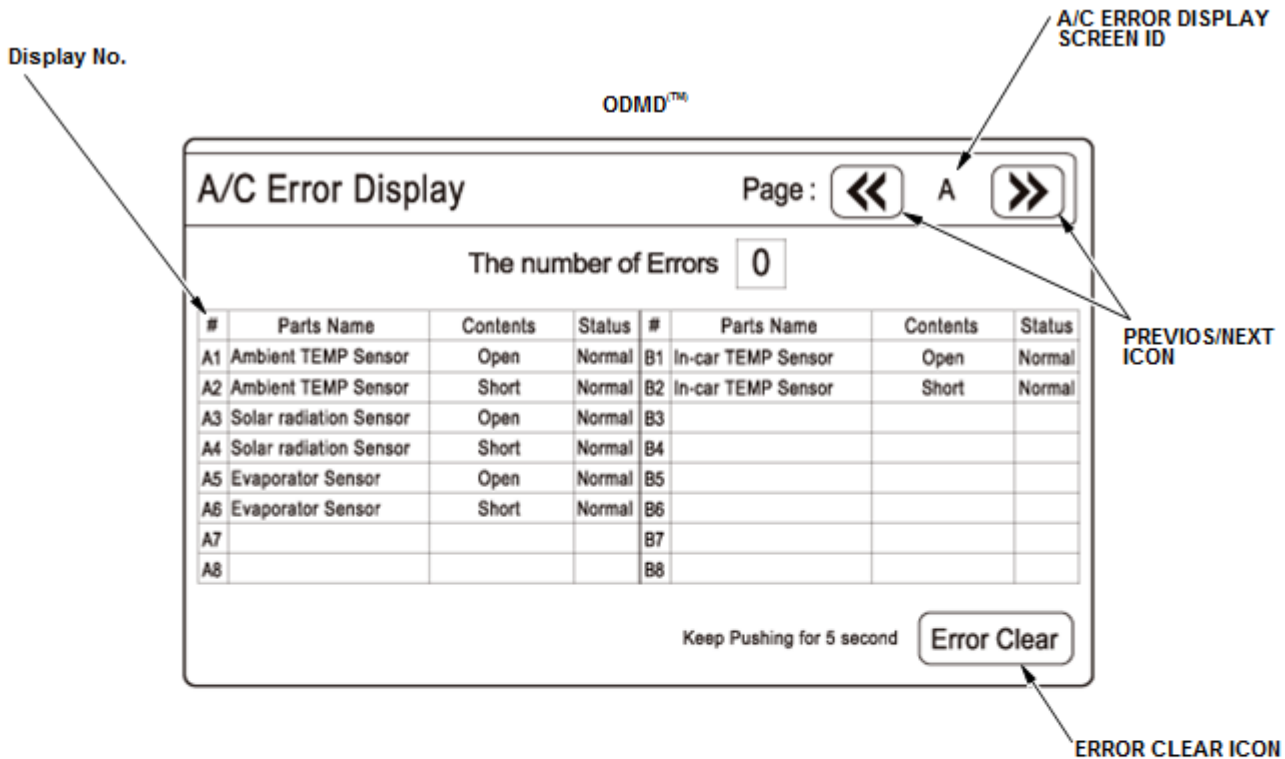 A/C ERROR DISPLAY
SCREEN ID
Display No.
ODMD(TM)
A/C Error Display
Page : « A »
The number of Errors 0
# Parts Name Contents Status # Parts Name Contents Status
A1 Ambient TEMP Sensor Open Normal B1 In-car TEMP Sensor Open Normal
A2 Ambient TEMP Sensor Short Normal B2 In-car TEMP Sensor Short Normal
A3 Solar radiation Sensor Open Normal B3
A4 Solar radiation Sensor Short Normal B4
A5 Evaporator Sensor Open Normal B5
A6 Evaporator Sensor Short Normal B6
A7 B7
A8 B8
PREVIOS/NEXT
ICON
Keep Pushing for 5 second Error Clear
ERROR CLEAR ICON